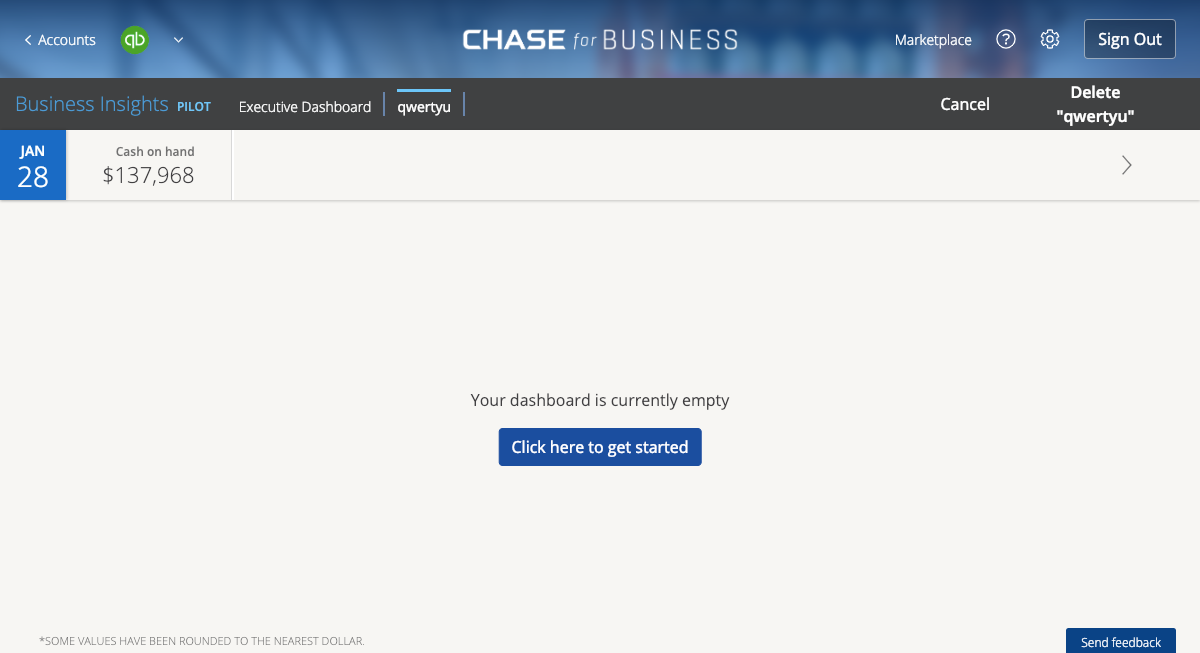 Accounts
qb
CHASE for BUSINESS
Marketplace
?
Sign Out
Business Insights PILOT
Executive Dashboard
qwertyu
Cancel
Delete
"qwertyu"
JAN
28
Cash on hand
$137,968
Your dashboard is currently empty
Click here to get started
*SOME VALUES HAVE BEEN ROUNDED TO THE NEAREST DOLLAR.
Send feedback